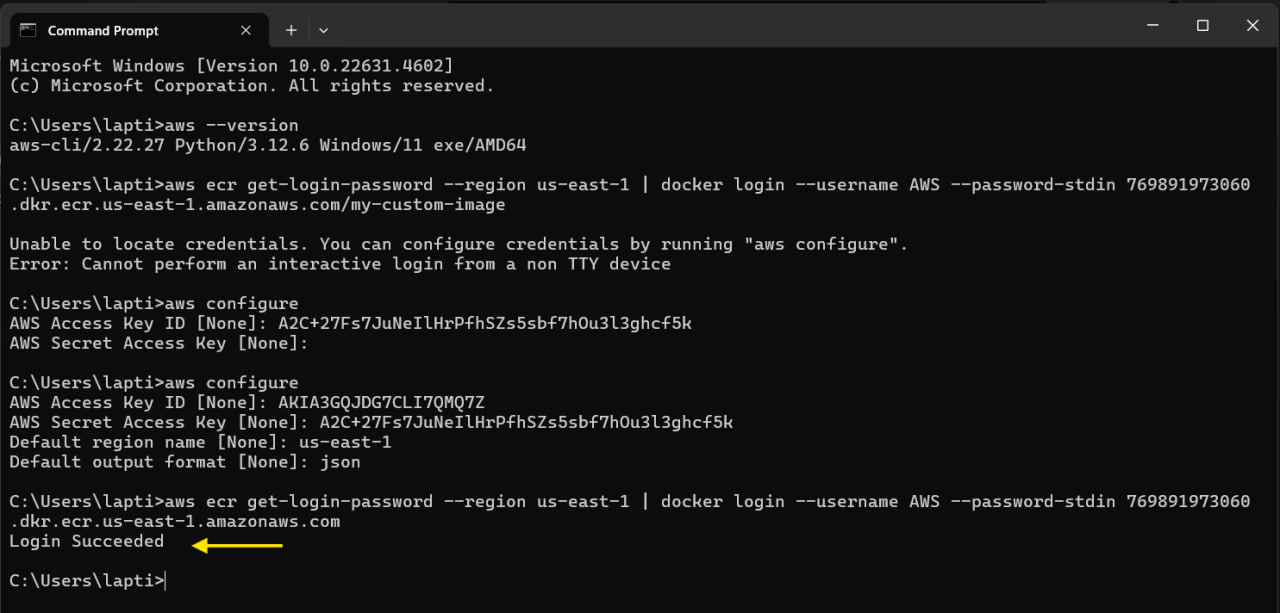 Command Prompt
Microsoft Windows [Version 10.0.22631.4602]
(c) Microsoft Corporation. All rights reserved.
C:\Users\lapti>aws --version
aws-cli/2.22.27 Python/3.12.6 Windows/11 exe/AMD64
C:\Users\lapti>aws ecr get-login-password --region us-east-1 | docker login --username AWS --password-stdin 769891973060
.dkr.ecr.us-east-1.amazonaws.com/my-custom-image
Unable to locate credentials. You can configure credentials by running "aws configure".
Error: Cannot perform an interactive login from a non TTY device
C:\Users\lapti>aws configure
AWS Access Key ID [None]: A2C+27Fs7JuNeIlHrPfhSZs5sbf7hOu3l3ghcf5k
AWS Secret Access Key [None]:
C:\Users\lapti>aws configure
AWS Access Key ID [None]: AKIA3GQJDG7CLI7QMQ7Z
AWS Secret Access Key [None]: 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
Default region name [None]: us-east-1
Default output format [None]: json
C:\Users\lapti>aws ecr get-login-password --region us-east-1 | docker login --username AWS --password-stdin 769891973060
.dkr.ecr.us-east-1.amazonaws.com
Login Succeeded
C:\Users\lapti>